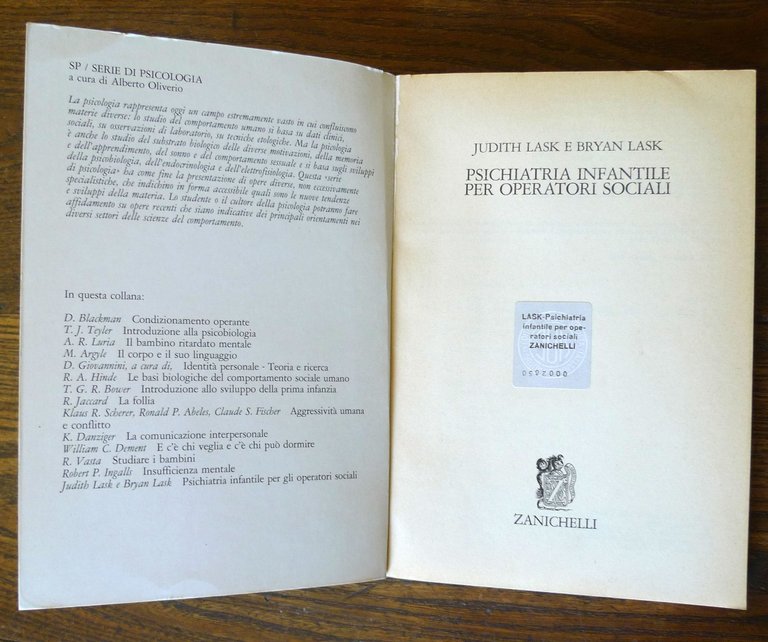 SP / SERIE DI PSICOLOGIA
a cura di Alberto Oliverio
La psicologia rappresenta oggi un campo estremamente vasto in cui confluiscono
materie diverse: lo studio del comportamento umano si basa su dati clinici,
sociali, su osservazioni di laboratorio, su tecniche etologiche. Ma la psicologia
è anche lo studio del substrato biologico delle diverse motivazioni, della memoria
e dell'apprendimento, del sonno e del comportamento sessuale e si basa sugli sviluppi
della psicobiologia, dell'endocrinologia e dell'elettrofisiologia. Questa «serie
di psicologia» ha come fine la presentazione di opere diverse, non eccessivamente
specialistiche, che indichino in forma accessibile quali sono le nuove tendenze
e sviluppi della materia. Lo studente o il cultore della psicologia potranno fare
affidamento su opere recenti che siano indicative dei principali orientamenti nei
diversi settori delle scienze del comportamento.
In questa collana:
D. Blackman Condizionamento operante
T. J. Teyler Introduzione alla psicobiologia
A. R. Luria Il bambino ritardato mentale
M. Argyle Il corpo e il suo linguaggio
D. Giovannini, a cura di, Identità personale - Teoria e ricerca
R. A. Hinde Le basi biologiche del comportamento sociale umano
T. G. R. Bower Introduzione allo sviluppo della prima infanzia
R. Jaccard La follia
Klaus R. Scherer, Ronald P. Abeles, Claude S. Fischer Aggressività umana
e conflitto
K. Danziger La comunicazione interpersonale
William C. Dement E c'è chi veglia e c'è chi può dormire
R. Vasta Studiare i bambini
Robert P. Ingalls Insufficienza mentale
Judith Lask e Bryan Lask Psichiatria infantile per gli operatori sociali
JUDITH LASK E BRYAN LASK
PSICHIATRIA INFANTILE
PER OPERATORI SOCIALI
LASK-Psichiatria
infantile per ope-
ratori sociali
ZANICHELLI
ZANICHELLI